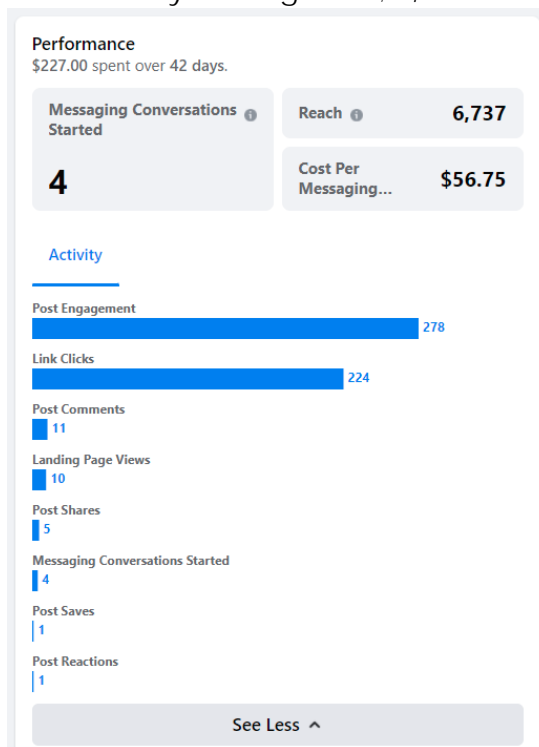 Performance
$227.00 spent over 42 days.
Messaging Conversations
Started
4
Reach
6,737
Cost Per
Messaging...
$56.75
Activity
Post Engagement
278
Link Clicks
224
Post Comments
11
Landing Page Views
10
Post Shares
5
Messaging Conversations Started
4
Post Saves
1
Post Reactions
1
See Less